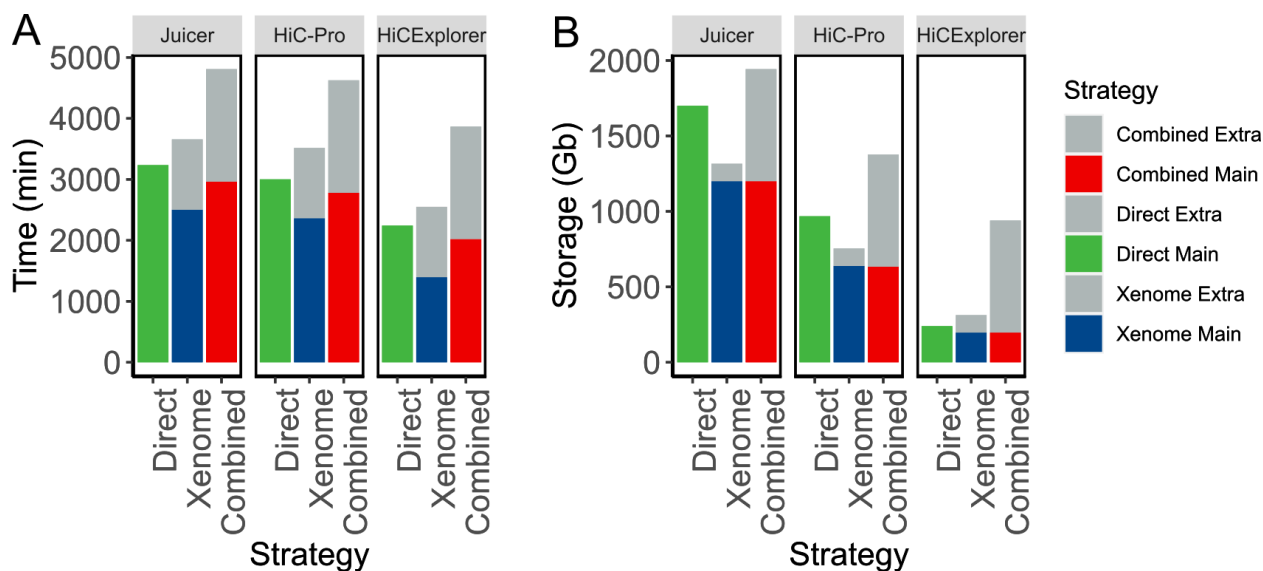 A
Juicer
HiC-Pro
HiCExplorer
Time (min)
5000
4000
3000
2000
1000
0
Direct
Xenome
Combined
Direct
Xenome
Combined
Direct
Xenome
Combined
Strategy
B
Juicer
HiC-Pro
HiCExplorer
Storage (Gb)
2000
1500
1000
500
0
Direct
Xenome
Combined
Direct
Xenome
Combined
Direct
Xenome
Combined
Strategy
Strategy
Combined Extra
Combined Main
Direct Extra
Direct Main
Xenome Extra
Xenome Main